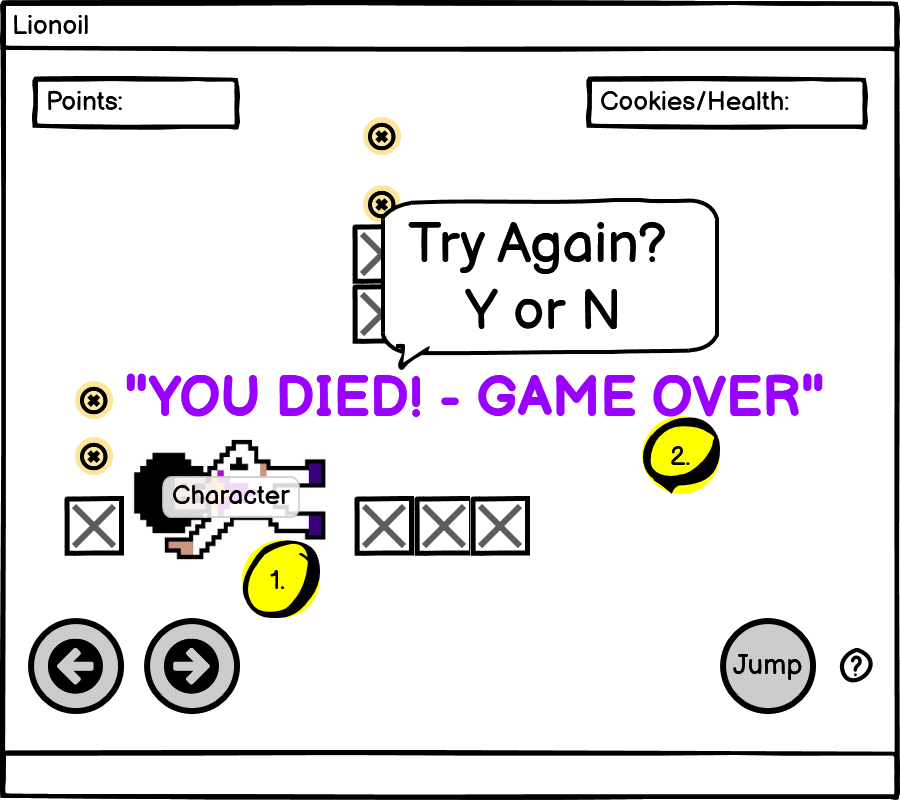 Lionoil
Points:
Cookies/Health:
Try Again?
Y or N
"YOU DIED! - GAME OVER"
2.
Character
1.
Jump
?